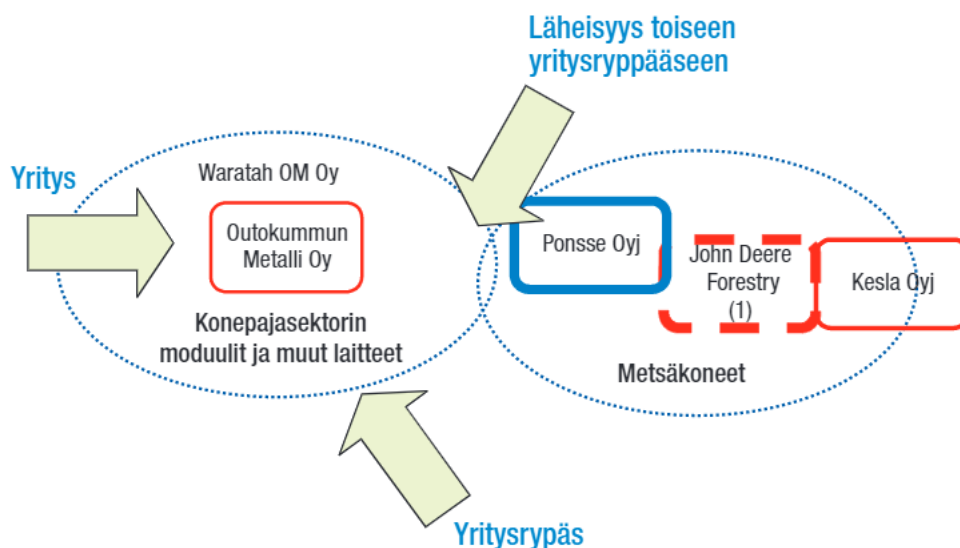 Läheisyys toiseen
yritysryppääseen
Yritys
Waratah OM Oy
Outokummun
Metalli Oy
Ponsse Oyj
John Deere
Forestry
(1)
Kesla Oyj
Konepajasektorin
moduulit ja muut laitteet
Metsäkoneet
Yritysrypäs